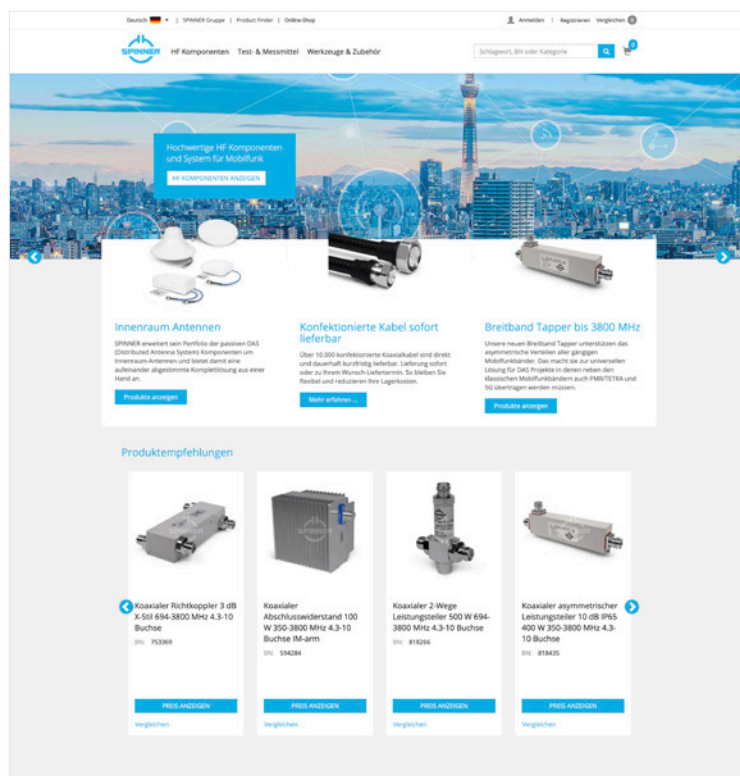 Deutsch | SPINNER Gruppe | Product Finder | Online-Shop
Anmelden | Registrieren Vergleichen 0
SPINNER
HF Komponenten Test- & Messmittel Werkzeuge & Zubehör
Schlagwort, BN oder Kategorie
0
Hochwertige HF Komponenten
und System für Mobilfunk
HF KOMPONENTEN ANZEIGEN
Innenraum Antennen
SPINNER erweitert sein Portfolio der passiven DAS
(Distributed Antenna System) Komponenten um
Innenraum-Antennen und bietet damit eine
aufeinander abgestimmte Komplettlösung aus einer
Hand an.
Produkte anzeigen
Konfektionierte Kabel sofort
lieferbar
Über 10.000 konfektionierte Koaxialkabel sind direkt
und dauerhaft kurzfristig lieferbar. Lieferung sofort
oder zu Ihrem Wunsch-Liefertermin. So bleiben Sie
flexibel und reduzieren Ihre Lagerkosten.
Mehr erfahren ...
Breitband Tapper bis 3800 MHz
Unsere neuen Breitband Tapper unterstützen das
asymmetrische Verteilen aller gängigen
Mobilfunkbänder. Das macht sie zur universellen
Lösung für DAS Projekte in denen neben den
klassischen Mobilfunkbändern auch PMR/TETRA und
5G übertragen werden müssen.
Produkte anzeigen
Produktempfehlungen
SPINNER
Koaxialer Richtkoppler 3 dB
X-Stil 694-3800 MHz 4.3-10
Buchse
BN: 753369
PREIS ANZEIGEN
Vergleichen
SPINNER
Koaxialer
Abschlusswiderstand 100
W 350-3800 MHz 4.3-10
Buchse IM-arm
BN: 594284
PREIS ANZEIGEN
Vergleichen
SPINNER
Koaxialer 2-Wege
Leistungsteiler 500 W 694-
3800 MHz 4.3-10 Buchse
BN: 818266
PREIS ANZEIGEN
Vergleichen
SPINNER
Koaxialer asymmetrischer
Leistungsteiler 10 dB IP65
400 W 350-3800 MHz 4.3-
10 Buchse
BN: 818435
PREIS ANZEIGEN
Vergleichen